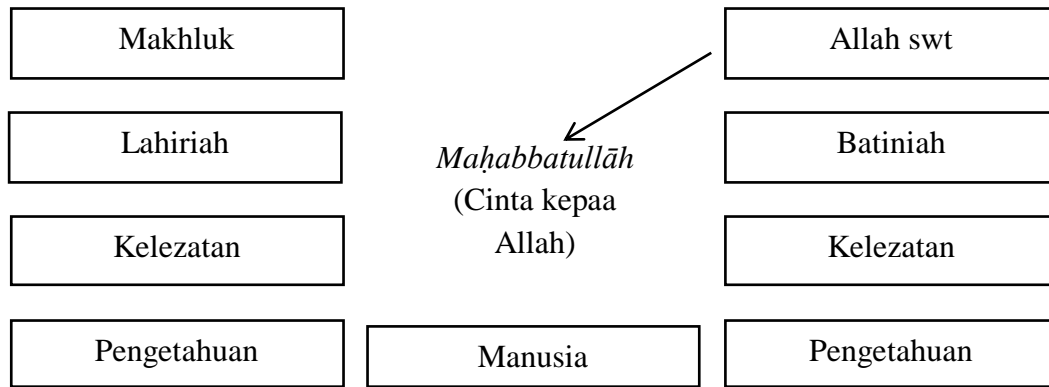 Makhluk
Allah swt
Lahiriah
Maḥabbatullāh
(Cinta kepaa
Allah)
Batiniah
Kelezatan
Kelezatan
Pengetahuan
Manusia
Pengetahuan